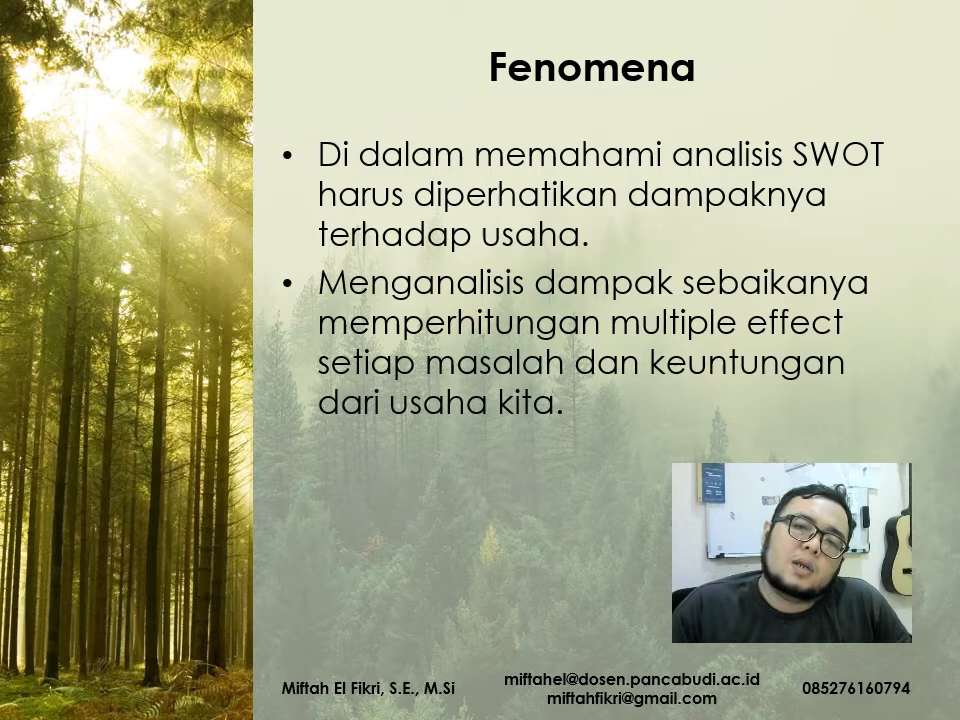 Fenomena
• Di dalam memahami analisis SWOT
harus diperhatikan dampaknya
terhadap usaha.
• Menganalisis dampak sebaikanya
memperhitungan multiple effect
setiap masalah dan keuntungan
dari usaha kita.
Miftah El Fikri, S.E., M.Si
miftahel@dosen.pancabudi.ac.id
miftahfikri@gmail.com
085276160794